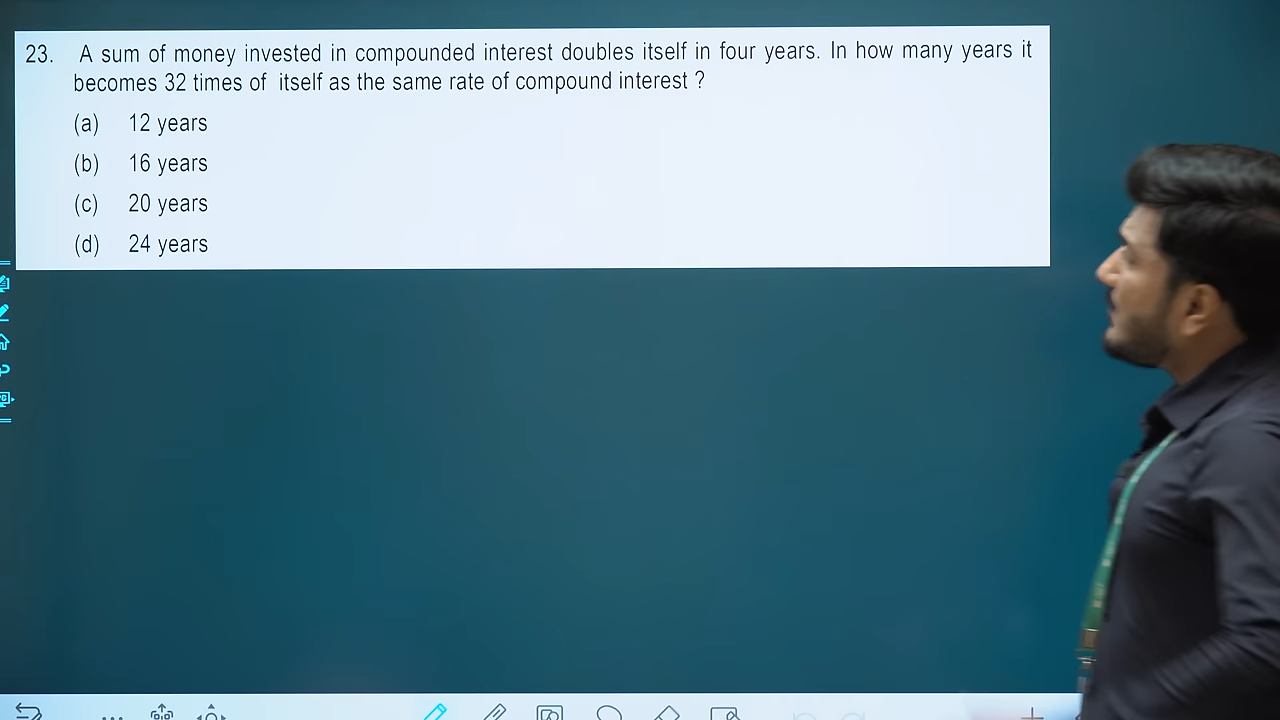 23. A sum of money invested in compounded interest doubles itself in four years. In how many years it
becomes 32 times of itself as the same rate of compound interest ?
(a) 12 years
(b) 16 years
(c) 20 years
(d) 24 years